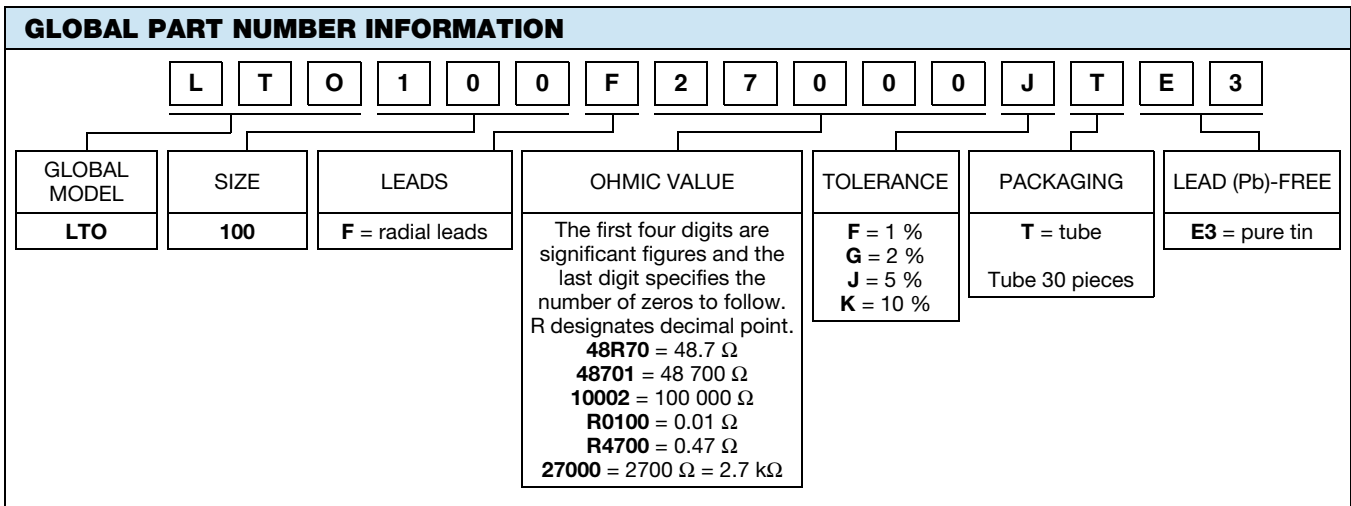 GLOBAL PART NUMBER INFORMATION
L T O 1 0 0 F 2 7 0 0 0 J T E 3
GLOBAL
MODEL
LTO
SIZE
100
LEADS
F = radial leads
OHMIC VALUE
The first four digits are
significant figures and the
last digit specifies the
number of zeros to follow.
R designates decimal point.
48R70 = 48.7 Ω
48701 = 48 700 Ω
10002 = 100 000 Ω
R0100 = 0.01 Ω
R4700 = 0.47 Ω
27000 = 2700 Ω = 2.7 kΩ
TOLERANCE
F = 1 %
G = 2 %
J = 5 %
K = 10 %
PACKAGING
T = tube
Tube 30 pieces
LEAD (Pb)-FREE
E3 = pure tin